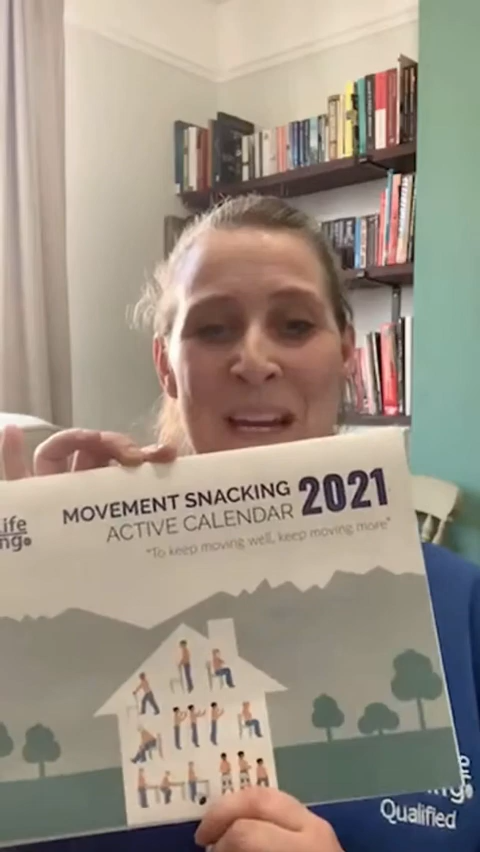 MOVEMENT SNACKING 2021
ACTIVE CALENDAR
"To keep moving well, keep moving more"
Qualified